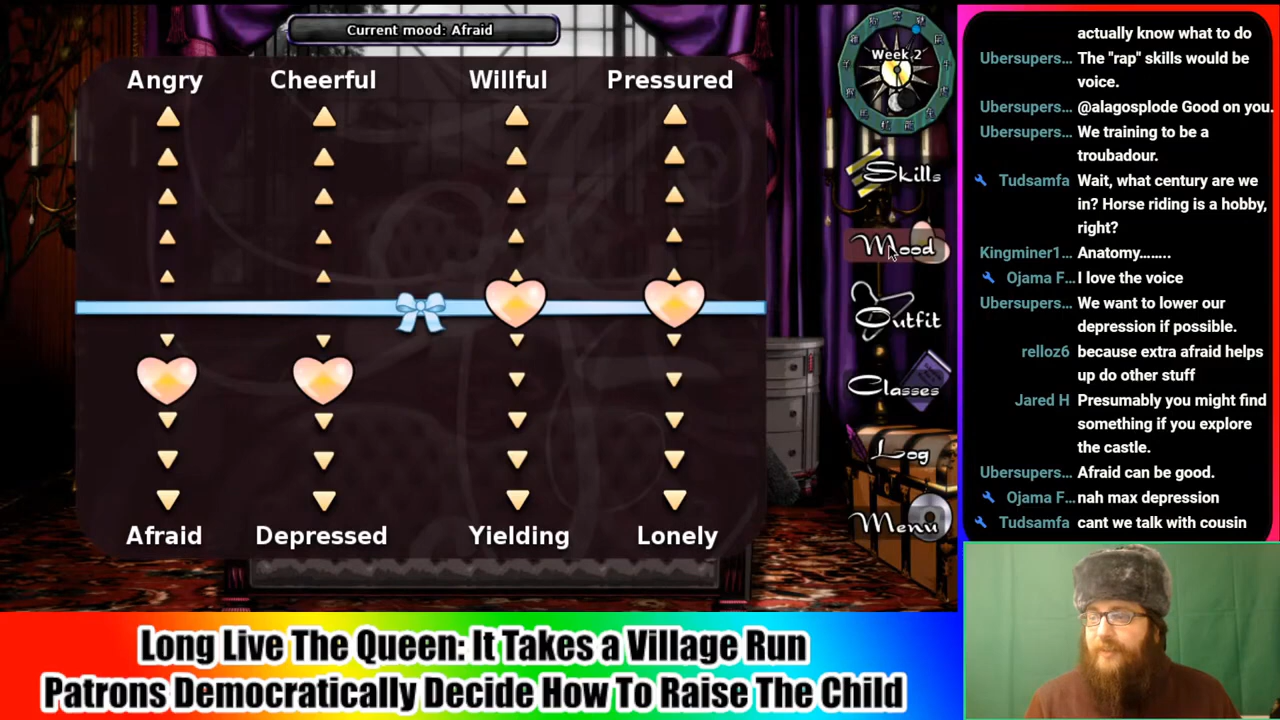 Current mood: Afraid
Angry
Cheerful
Willful
Pressured
Afraid
Depressed
Yielding
Lonely
Week 2
Skills
Mood
Outfit
Classes
Log
Menu
actually know what to do
Ubersupers... The "rap" skills would be
voice.
Ubersupers... @alagosplode Good on you.
Ubersupers... We training to be a
troubadour.
Tudsamfa Wait, what century are we
in? Horse riding is a hobby,
right?
Kingminer1... Anatomy........
Ojama F... I love the voice
Ubersupers... We want to lower our
depression if possible.
relloz6 because extra afraid helps
up do other stuff
Jared H Presumably you might find
something if you explore
the castle.
Ubersupers... Afraid can be good.
Ojama F... nah max depression
Tudsamfa cant we talk with cousin
Long Live The Queen: It Takes a Village Run
Patrons Democratically Decide How To Raise The Child